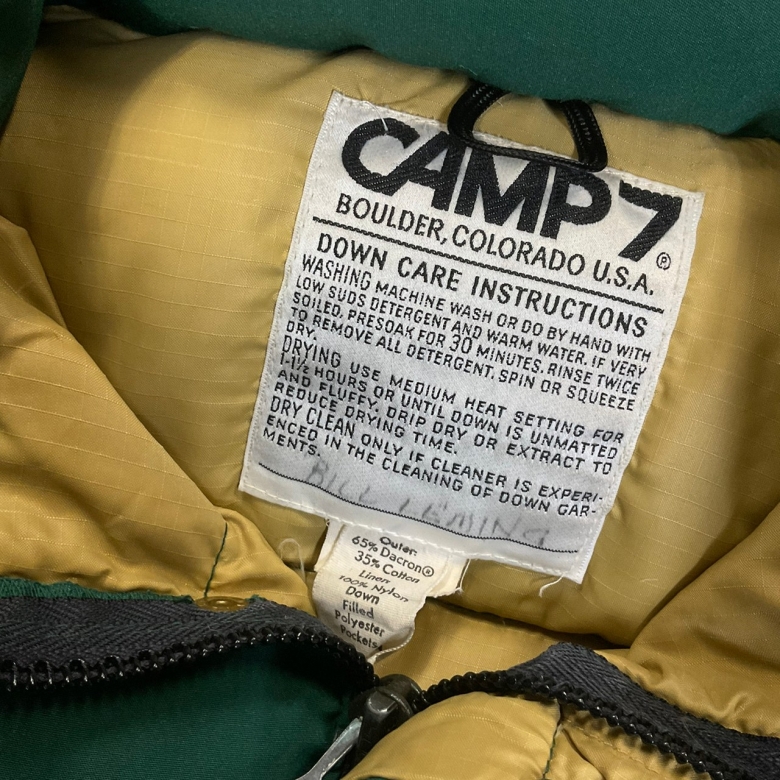 CAMP 7 ®
BOULDER, COLORADO U.S.A.
DOWN CARE INSTRUCTIONS
WASHING MACHINE WASH OR DO BY HAND WITH
LOW SUDS DETERGENT AND WARM WATER. IF VERY
SOILED, PRESOAK FOR 30 MINUTES. RINSE TWICE
TO REMOVE ALL DETERGENT, SPIN OR SQUEEZE
DRY.
DRYING USE MEDIUM HEAT SETTING FOR
1-1½ HOURS OR UNTIL DOWN IS UNMATTED
AND FLUFFY. DRIP DRY OR EXTRACT TO
REDUCE DRYING TIME.
DRY CLEAN ONLY IF CLEANER IS EXPERI-
ENCED IN THE CLEANING OF DOWN GAR-
MENTS.
BILL LEMING
Outer:
65% Dacron®
35% Cotton
Linen
100% Nylon
Down
Filled
Polyester
Pockets